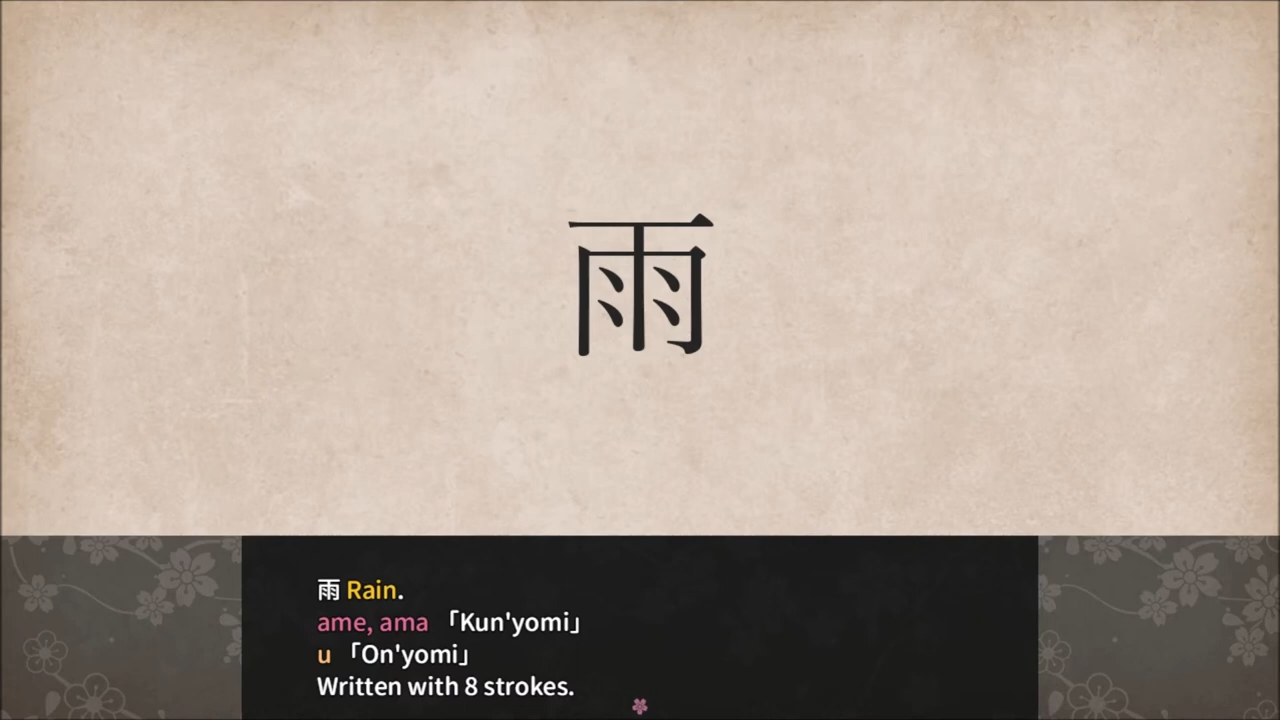 雨
雨 Rain.
ame, ama 「Kun'yomi」
u 「On'yomi」
Written with 8 strokes.